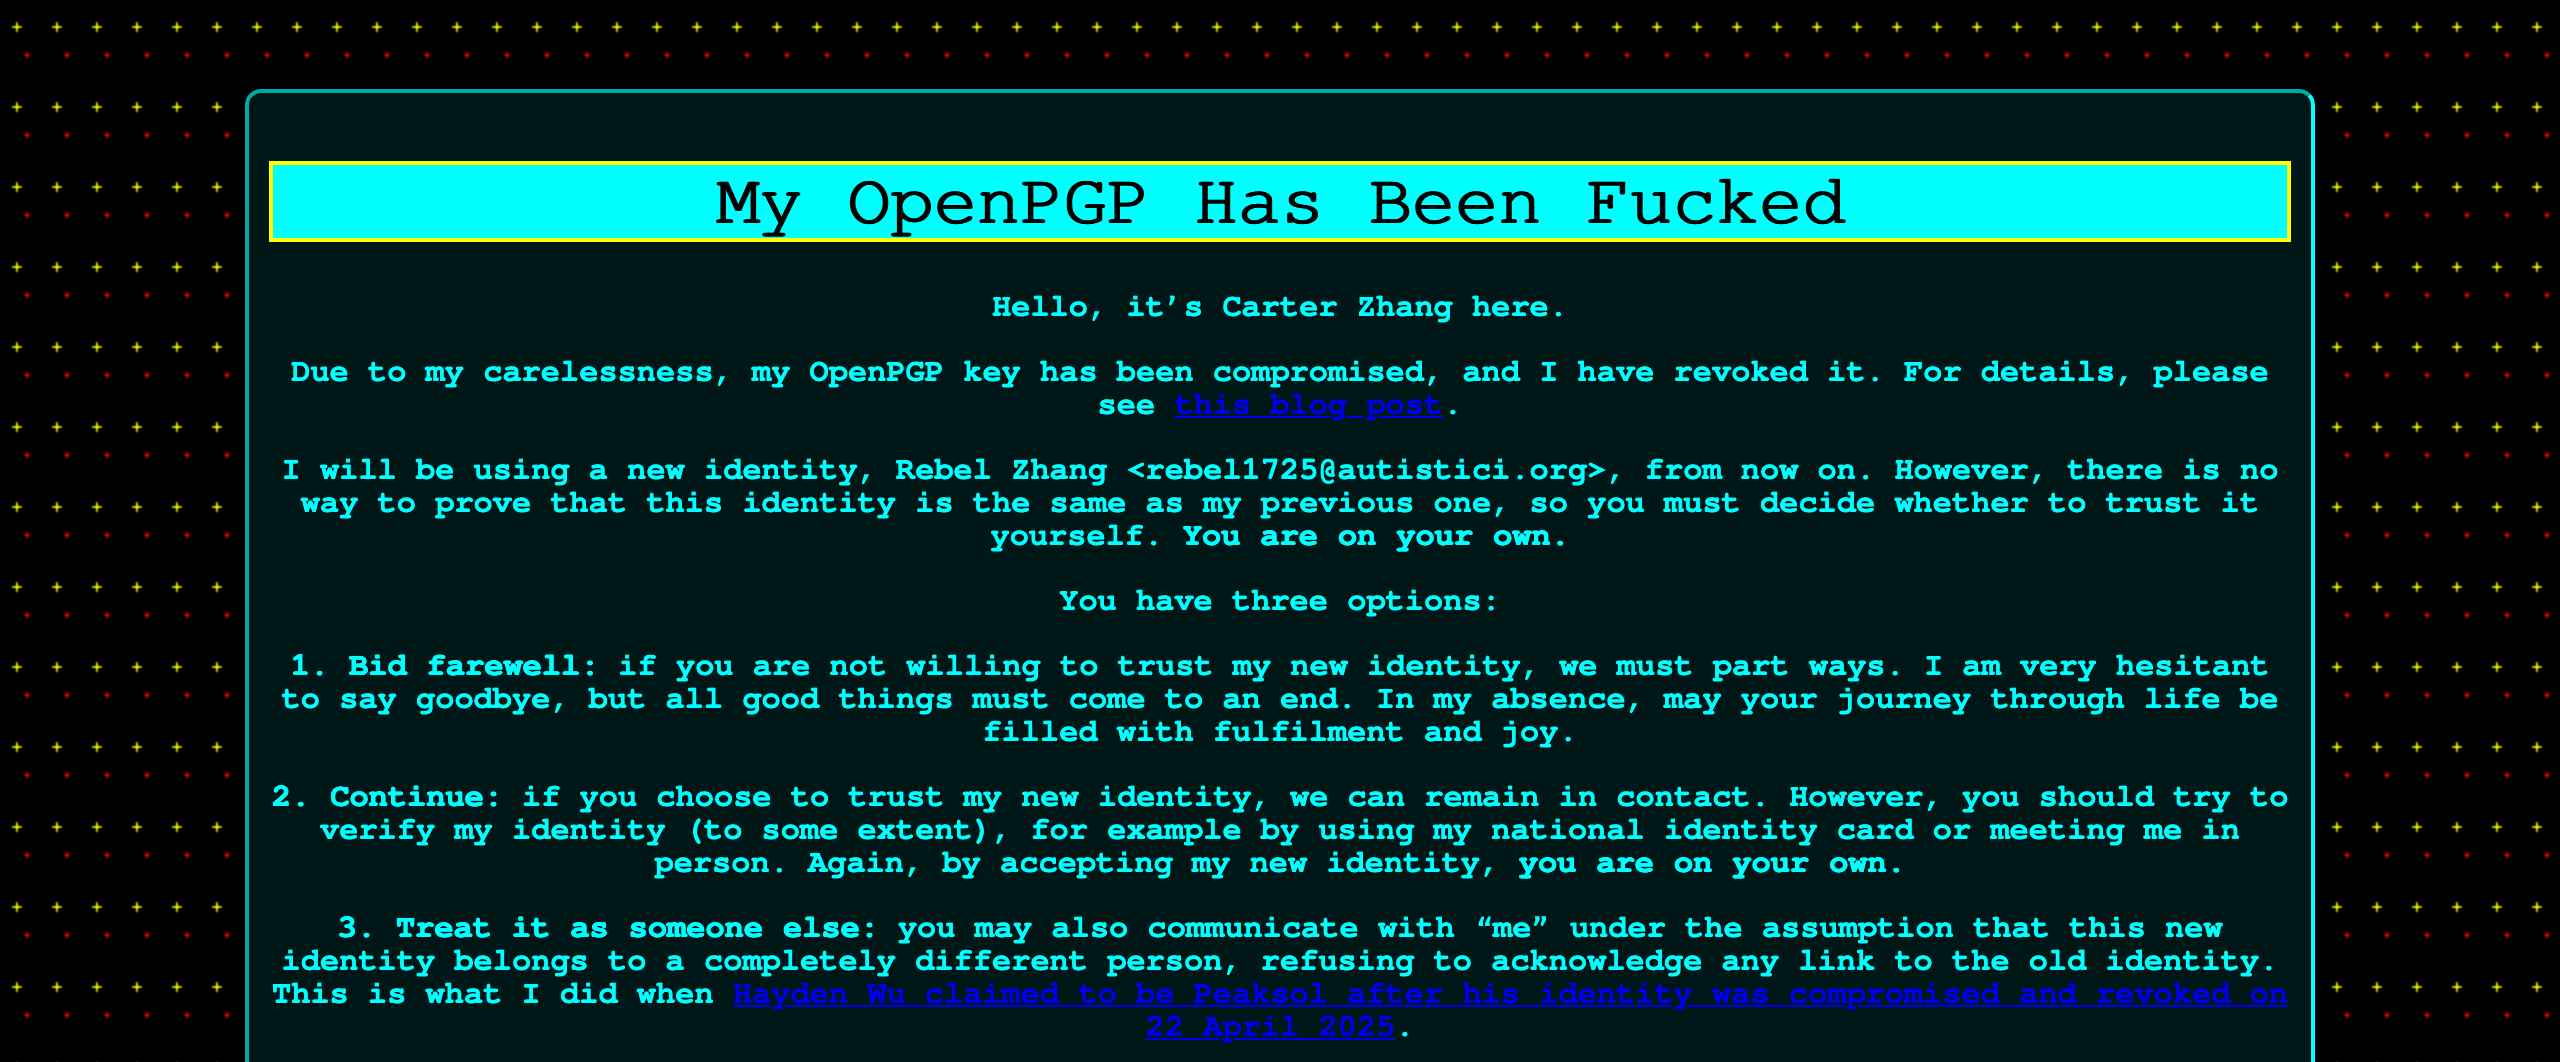 My OpenPGP Has Been Fucked
Hello, it’s Carter Zhang here.
Due to my carelessness, my OpenPGP key has been compromised, and I have revoked it. For details, please
see this blog post.
I will be using a new identity, Rebel Zhang <rebel1725@autistici.org>, from now on. However, there is no
way to prove that this identity is the same as my previous one, so you must decide whether to trust it
yourself. You are on your own.
You have three options:
1. Bid farewell: if you are not willing to trust my new identity, we must part ways. I am very hesitant
to say goodbye, but all good things must come to an end. In my absence, may your journey through life be
filled with fulfilment and joy.
2. Continue: if you choose to trust my new identity, we can remain in contact. However, you should try to
verify my identity (to some extent), for example by using my national identity card or meeting me in
person. Again, by accepting my new identity, you are on your own.
3. Treat it as someone else: you may also communicate with “me” under the assumption that this new
identity belongs to a completely different person, refusing to acknowledge any link to the old identity.
This is what I did when Hayden Wu claimed to be Peaksol after his identity was compromised and revoked on
22 April 2025.